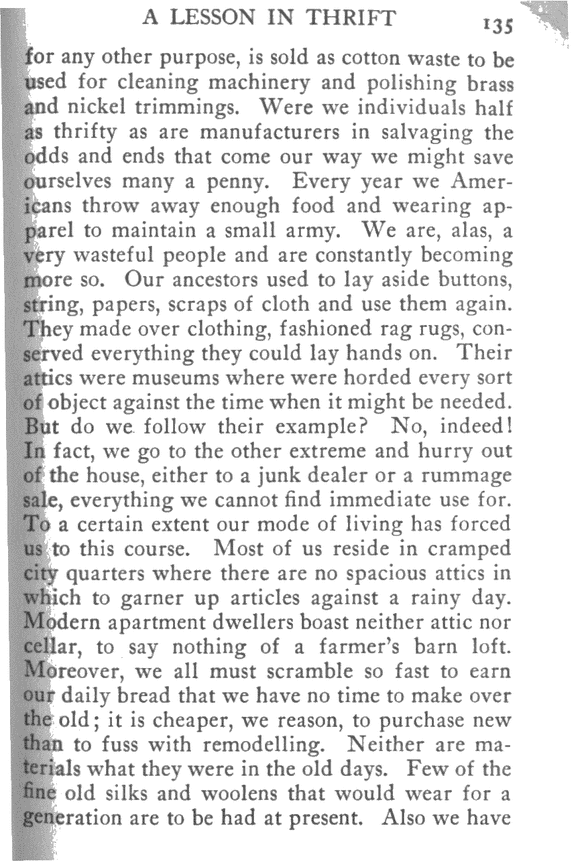 A LESSON IN THRIFT 135
for any other purpose, is sold as cotton waste to be
used for cleaning machinery and polishing brass
and nickel trimmings. Were we individuals half
as thrifty as are manufacturers in salvaging the
odds and ends that come our way we might save
ourselves many a penny. Every year we Amer-
icans throw away enough food and wearing ap-
parel to maintain a small army. We are, alas, a
very wasteful people and are constantly becoming
more so. Our ancestors used to lay aside buttons,
string, papers, scraps of cloth and use them again.
They made over clothing, fashioned rag rugs, con-
served everything they could lay hands on. Their
attics were museums where were horded every sort
of object against the time when it might be needed.
But do we follow their example? No, indeed!
In fact, we go to the other extreme and hurry out
of the house, either to a junk dealer or a rummage
sale, everything we cannot find immediate use for.
To a certain extent our mode of living has forced
us to this course. Most of us reside in cramped
city quarters where there are no spacious attics in
which to garner up articles against a rainy day.
Modern apartment dwellers boast neither attic nor
cellar, to say nothing of a farmer's barn loft.
Moreover, we all must scramble so fast to earn
our daily bread that we have no time to make over
the old; it is cheaper, we reason, to purchase new
than to fuss with remodelling. Neither are ma-
terials what they were in the old days. Few of the
fine old silks and woolens that would wear for a
generation are to be had at present. Also we have